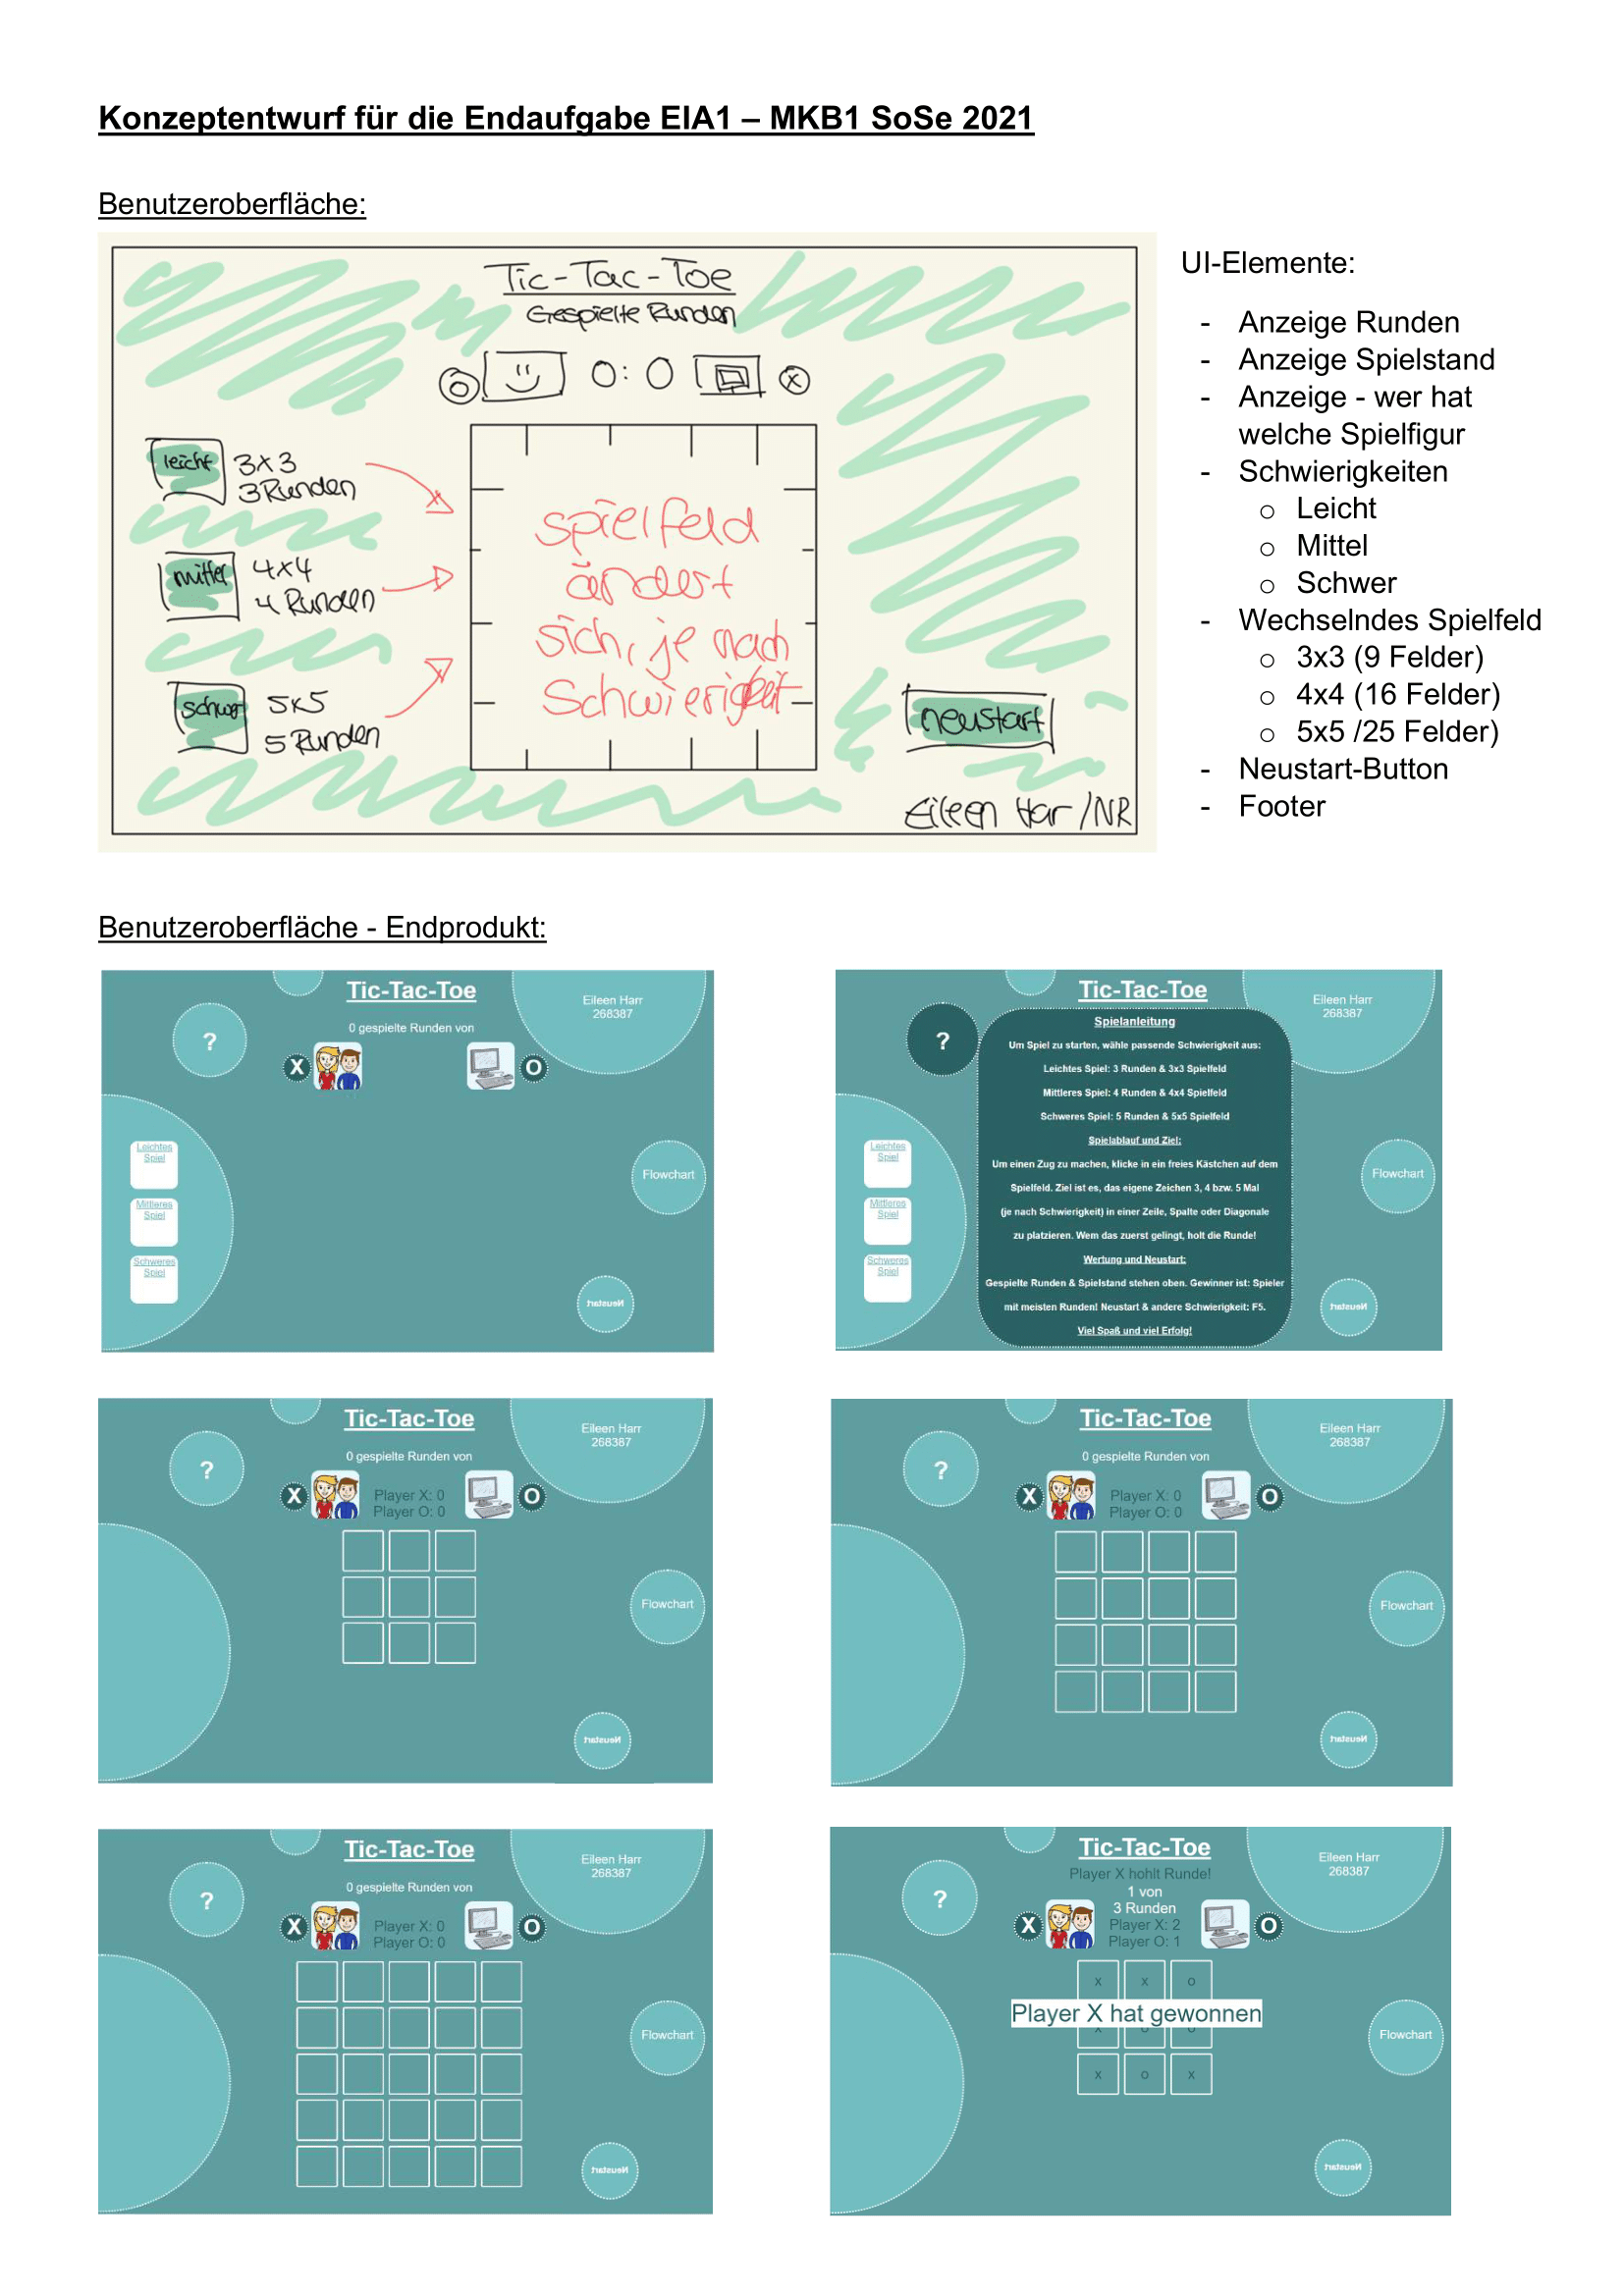 Konzeptentwurf für die Endaufgabe EIA1 – MKB1 SoSe 2021
Benutzeroberfläche:
Tic-Tac-Toe
Gespielte Runden
0:0
x
leicht 3x3
3 Runden
mittel 4x4
4 Runden
schwer 5x5
5 Runden
spielfeld
ändert
sich, je nach
Schwierigkeit
neustart
Eileen Har /NR
UI-Elemente:
- Anzeige Runden
- Anzeige Spielstand
- Anzeige - wer hat
welche Spielfigur
- Schwierigkeiten
o Leicht
o Mittel
o Schwer
- Wechselndes Spielfeld
o 3x3 (9 Felder)
o 4x4 (16 Felder)
o 5x5 /25 Felder)
- Neustart-Button
- Footer
Benutzeroberfläche - Endprodukt:
Tic-Tac-Toe
Eileen Harr
268387
?
0 gespielte Runden von
X
O
Leichtes
Spiel
Mittleres
Spiel
Schweres
Spiel
Flowchart
Neustart
Tic-Tac-Toe
Eileen Harr
268387
?
Spielanleitung
Um Spiel zu starten, wähle passende Schwierigkeit aus:
Leichtes Spiel: 3 Runden & 3x3 Spielfeld
Mittleres Spiel: 4 Runden & 4x4 Spielfeld
Schweres Spiel: 5 Runden & 5x5 Spielfeld
Spielablauf und Ziel:
Um einen Zug zu machen, klicke in ein freies Kästchen auf dem
Spielfeld. Ziel ist es, das eigene Zeichen 3, 4 bzw. 5 Mal
(je nach Schwierigkeit) in einer Zeile, Spalte oder Diagonale
zu platzieren. Wem das zuerst gelingt, holt die Runde!
Wertung und Neustart:
Gespielte Runden & Spielstand stehen oben. Gewinner ist: Spieler
mit meisten Runden! Neustart & andere Schwierigkeit: F5.
Viel Spaß und viel Erfolg!
Leichtes
Spiel
Mittleres
Spiel
Schweres
Spiel
Flowchart
Neustart
Tic-Tac-Toe
Eileen Harr
268387
?
0 gespielte Runden von
X
Player X: 0
Player O: 0
O
Flowchart
Neustart
Tic-Tac-Toe
Eileen Harr
268387
?
0 gespielte Runden von
X
Player X: 0
Player O: 0
O
Flowchart
Neustart
Tic-Tac-Toe
Eileen Harr
268387
?
0 gespielte Runden von
X
Player X: 0
Player O: 0
O
Flowchart
Neustart
Tic-Tac-Toe
Eileen Harr
268387
?
Player X hohlt Runde!
1 von
3 Runden
X
Player X: 2
Player O: 1
O
x x o
Player X hat gewonnen
x o o
x o x
Flowchart
Neustart